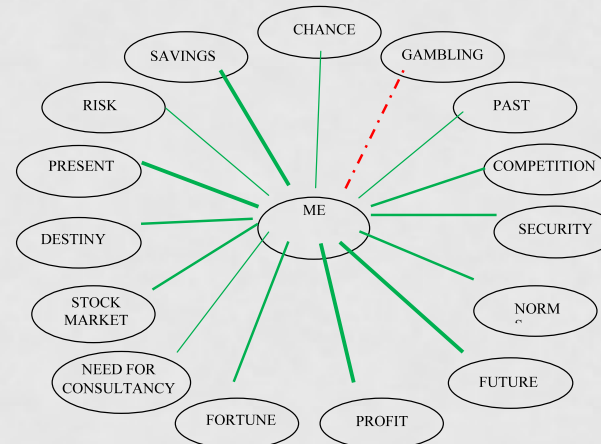 CHANCE
SAVINGS
GAMBLING
RISK
PAST
PRESENT
COMPETITION
ME
DESTINY
SECURITY
STOCK
MARKET
NORM
NEED FOR
CONSULTANCY
FUTURE
FORTUNE
PROFIT